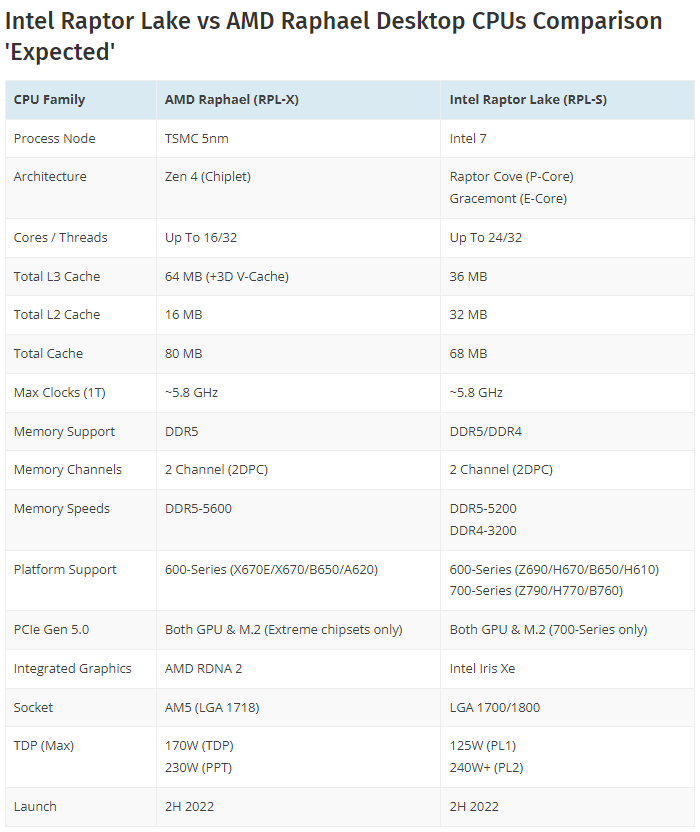 Intel Raptor Lake vs AMD Raphael Desktop CPUs Comparison
'Expected'
CPU Family AMD Raphael (RPL-X) Intel Raptor Lake (RPL-S)
Process Node TSMC 5nm Intel 7
Architecture Zen 4 (Chiplet) Raptor Cove (P-Core)
Gracemont (E-Core)
Cores / Threads Up To 16/32 Up To 24/32
Total L3 Cache 64 MB (+3D V-Cache) 36 MB
Total L2 Cache 16 MB 32 MB
Total Cache 80 MB 68 MB
Max Clocks (1T) ~5.8 GHz ~5.8 GHz
Memory Support DDR5 DDR5/DDR4
Memory Channels 2 Channel (2DPC) 2 Channel (2DPC)
Memory Speeds DDR5-5600 DDR5-5200
DDR4-3200
Platform Support 600-Series (X670E/X670/B650/A620) 600-Series (Z690/H670/B650/H610)
700-Series (Z790/H770/B760)
PCIe Gen 5.0 Both GPU & M.2 (Extreme chipsets only) Both GPU & M.2 (700-Series only)
Integrated Graphics AMD RDNA 2 Intel Iris Xe
Socket AM5 (LGA 1718) LGA 1700/1800
TDP (Max) 170W (TDP) 125W (PL1)
230W (PPT) 240W+ (PL2)
Launch 2H 2022 2H 2022